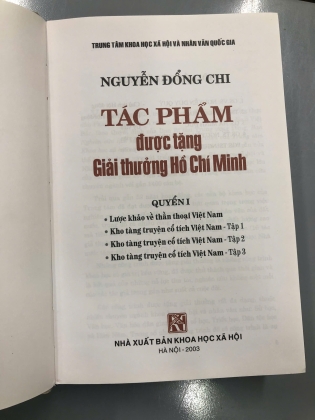 TRUNG TÂM KHOA HỌC XÃ HỘI VÀ NHÂN VĂN QUỐC GIA
NGUYỄN ĐỔNG CHI
TÁC PHẨM
được tặng
Giải thưởng Hồ Chí Minh
QUYỂN I
• Lược khảo về thần thoại Việt Nam
• Kho tàng truyện cổ tích Việt Nam - Tập 1
• Kho tàng truyện cổ tích Việt Nam - Tập 2
• Kho tàng truyện cổ tích Việt Nam - Tập 3
NHÀ XUẤT BẢN KHOA HỌC XÃ HỘI
HÀ NỘI - 2003